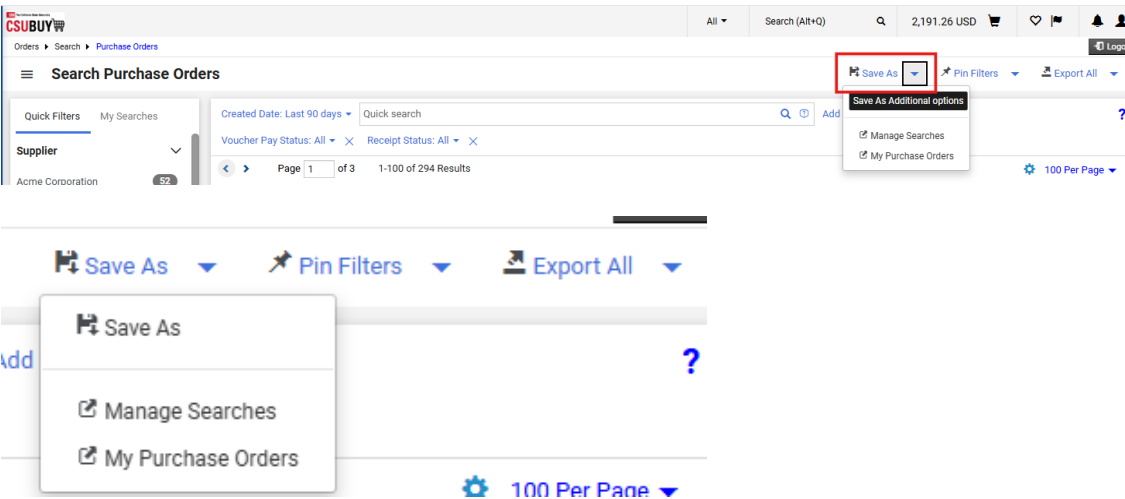 CSUBUY
All
Search (Alt+Q)
2,191.26 USD
Orders Search Purchase Orders
Logo
Search Purchase Orders
Save As
Pin Filters
Export All
Save As Additional options
Quick Filters
My Searches
Created Date: Last 90 days
Quick search
?
Add
?
Voucher Pay Status: All
Receipt Status: All
Manage Searches
My Purchase Orders
Supplier
Page 1 of 3
1-100 of 294 Results
100 Per Page
Acme Corporation
52
Save As
Pin Filters
Export All
Save As
Add
?
Manage Searches
My Purchase Orders
100 Per Page